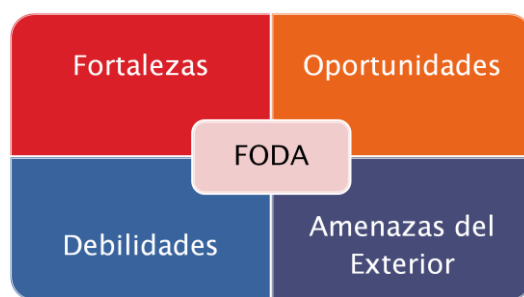 Fortalezas
Oportunidades
FODA
Debilidades
Amenazas del
Exterior